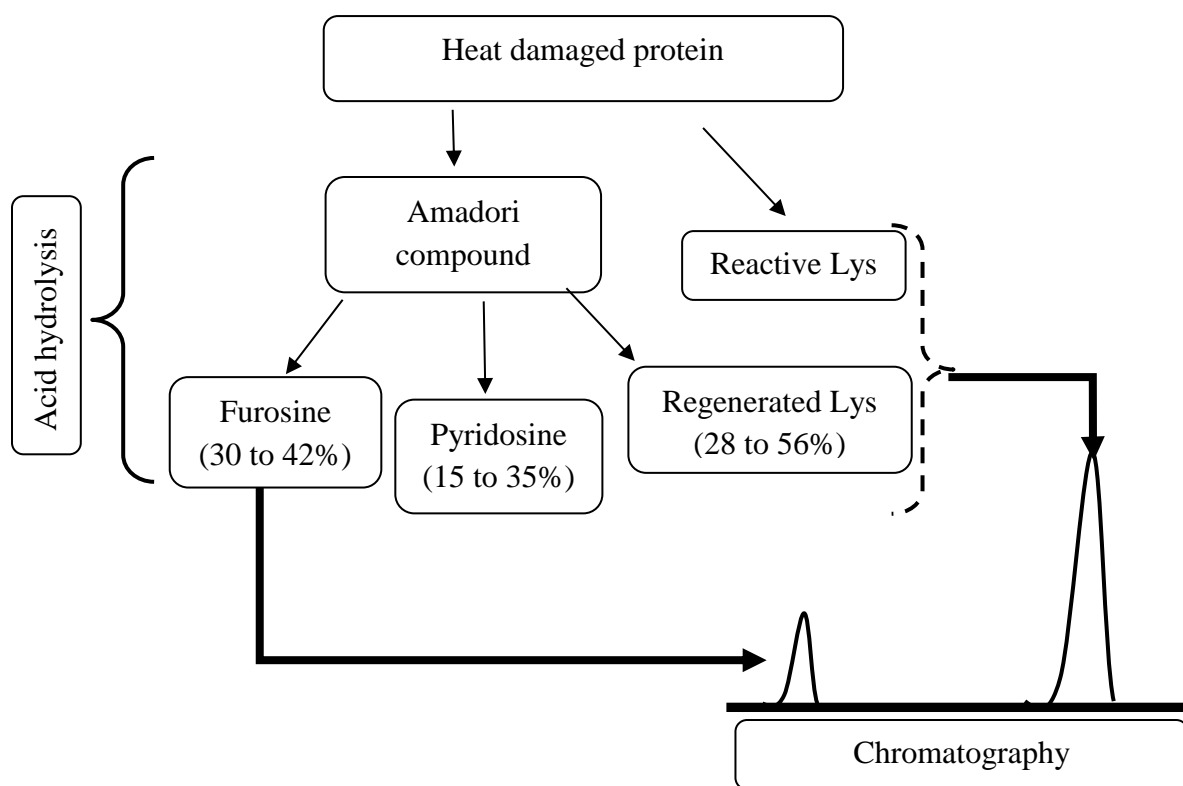 Heat damaged protein
Acid hydrolysis
Amadori
compound
Reactive Lys
Furosine
(30 to 42%)
Pyridosine
(15 to 35%)
Regenerated Lys
(28 to 56%)
Chromatography